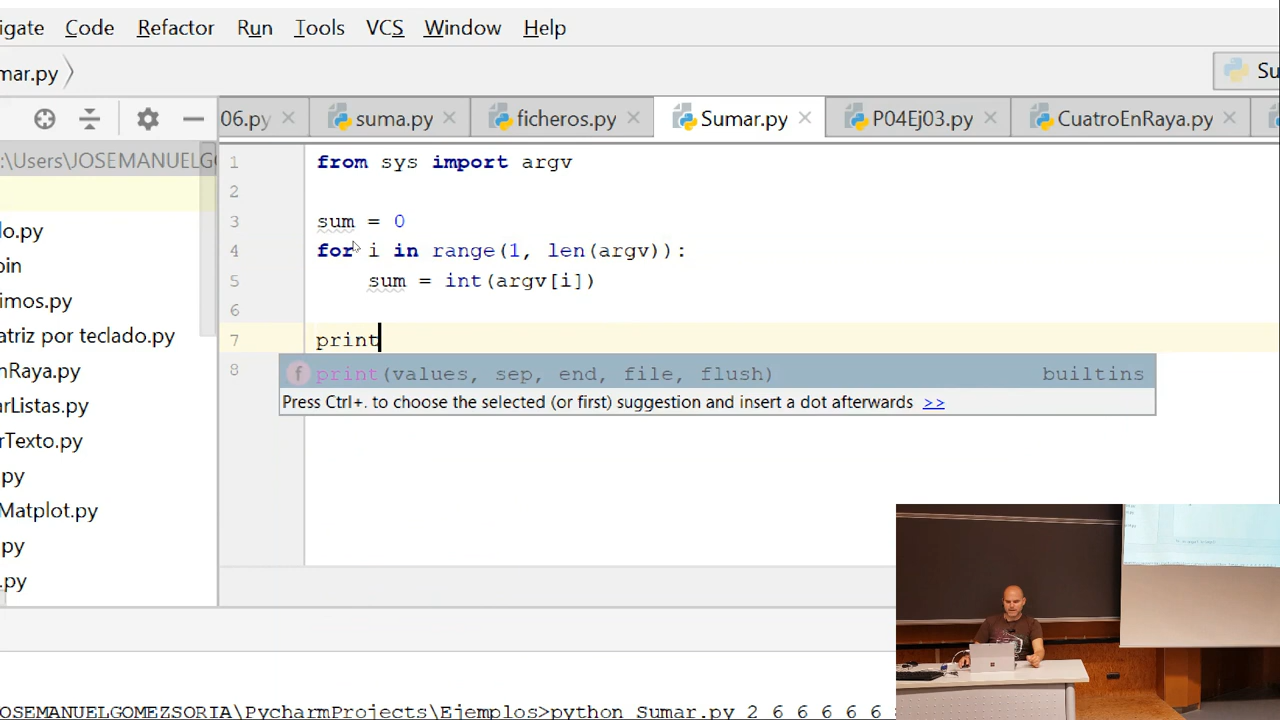 igate Code Refactor Run Tools VCS Window Help
mar.py Su
06.py suma.py ficheros.py Sumar.py P04Ej03.py CuatroEnRaya.py
:\Users\JOSEMANUELG
lo.py
oin
imos.py
atriz por teclado.py
nRaya.py
arListas.py
rTexto.py
.py
Matplot.py
.py
.py
1 from sys import argv
2
3 sum = 0
4 for i in range(1, len(argv)):
5 sum = int(argv[i])
6
7 print
8
f print(values, sep, end, file, flush) builtins
Press Ctrl+. to choose the selected (or first) suggestion and insert a dot afterwards >>
JOSEMANUELGOMEZSORIA\PycharmProjects\Ejemplos>python Sumar.py 2 6 6 6 6 6